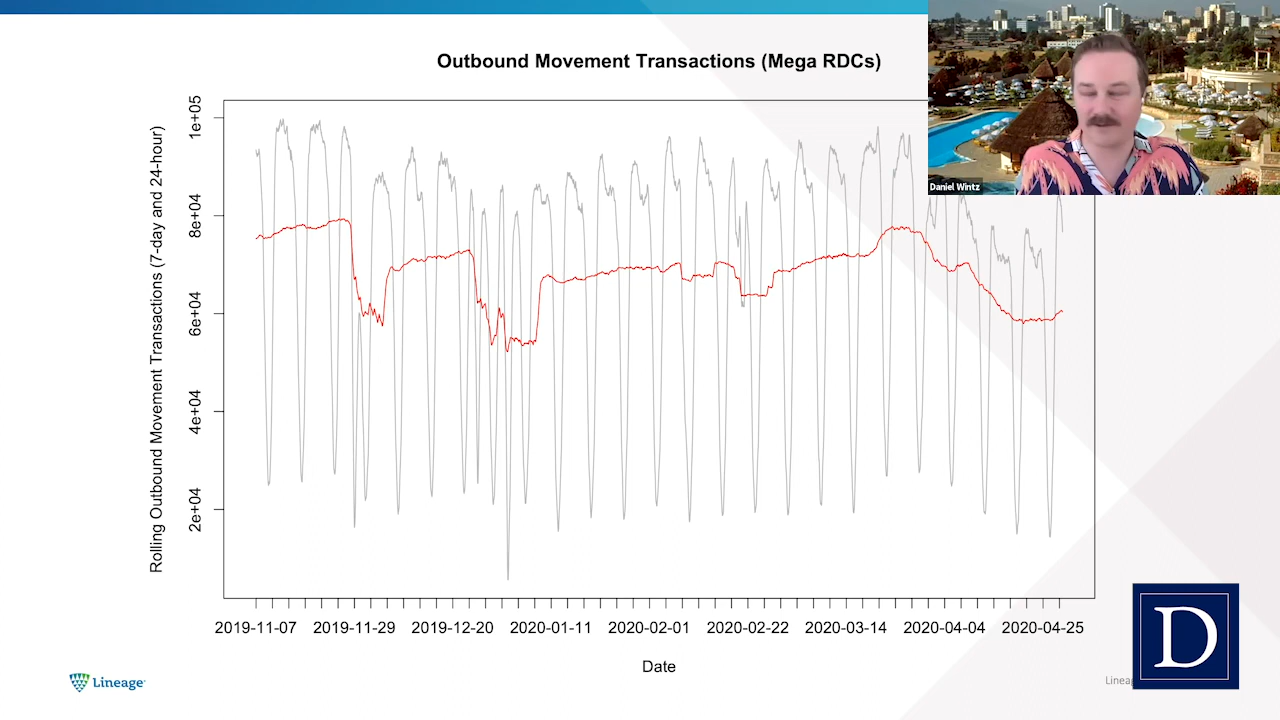 Outbound Movement Transactions (Mega RDCs)
Daniel Wintz
Rolling Outbound Movement Transactions (7-day and 24-hour)
1e+05
8e+04
6e+04
4e+04
2e+04
2019-11-07 2019-11-29 2019-12-20 2020-01-11 2020-02-01 2020-02-22 2020-03-14 2020-04-04 2020-04-25
Date
Lineage
D